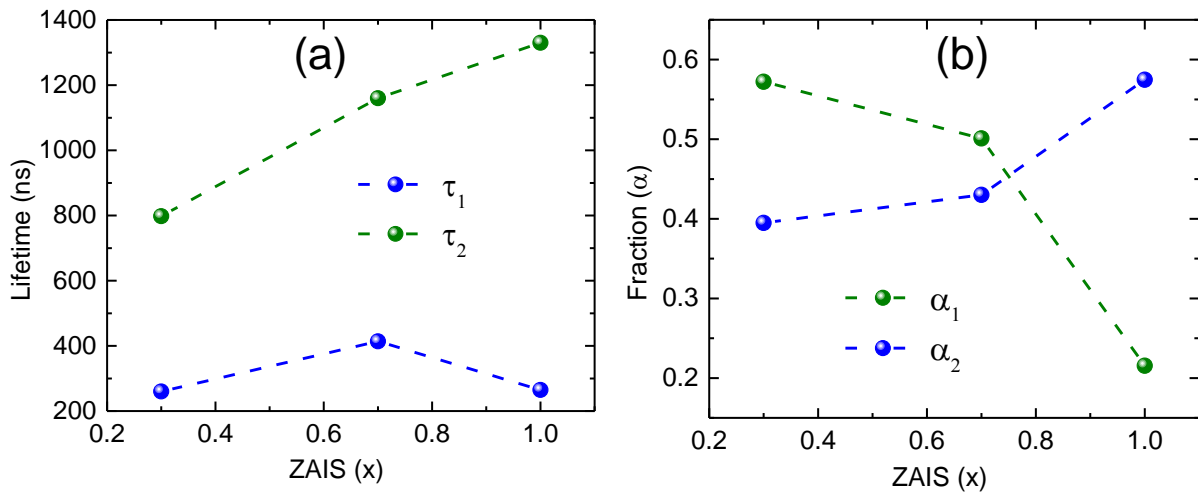 (a)
1400
1200
1000
800
600
400
200
Lifetime (ns)
τ1
τ2
0.2 0.4 0.6 0.8 1.0
ZAIS (x)
(b)
0.6
0.5
0.4
0.3
0.2
Fraction (α)
α1
α2
0.2 0.4 0.6 0.8 1.0
ZAIS (x)